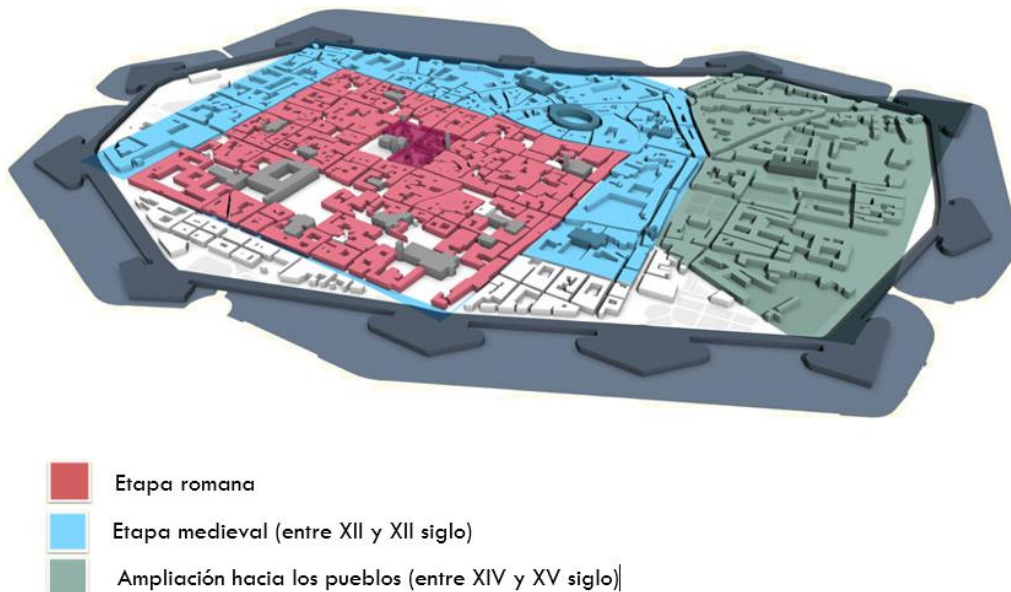 Etapa romana
Etapa medieval (entre XII y XII siglo)
Ampliación hacia los pueblos (entre XIV y XV siglo)